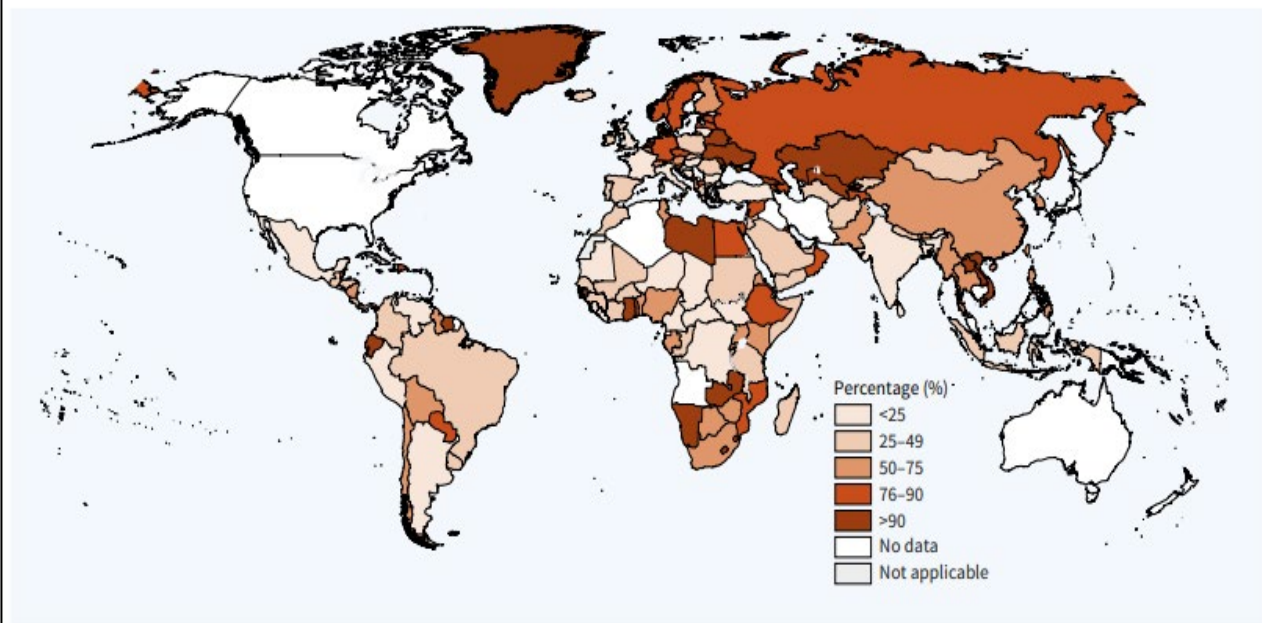 Percentage (%)
<25
25–49
50–75
76–90
>90
No data
Not applicable